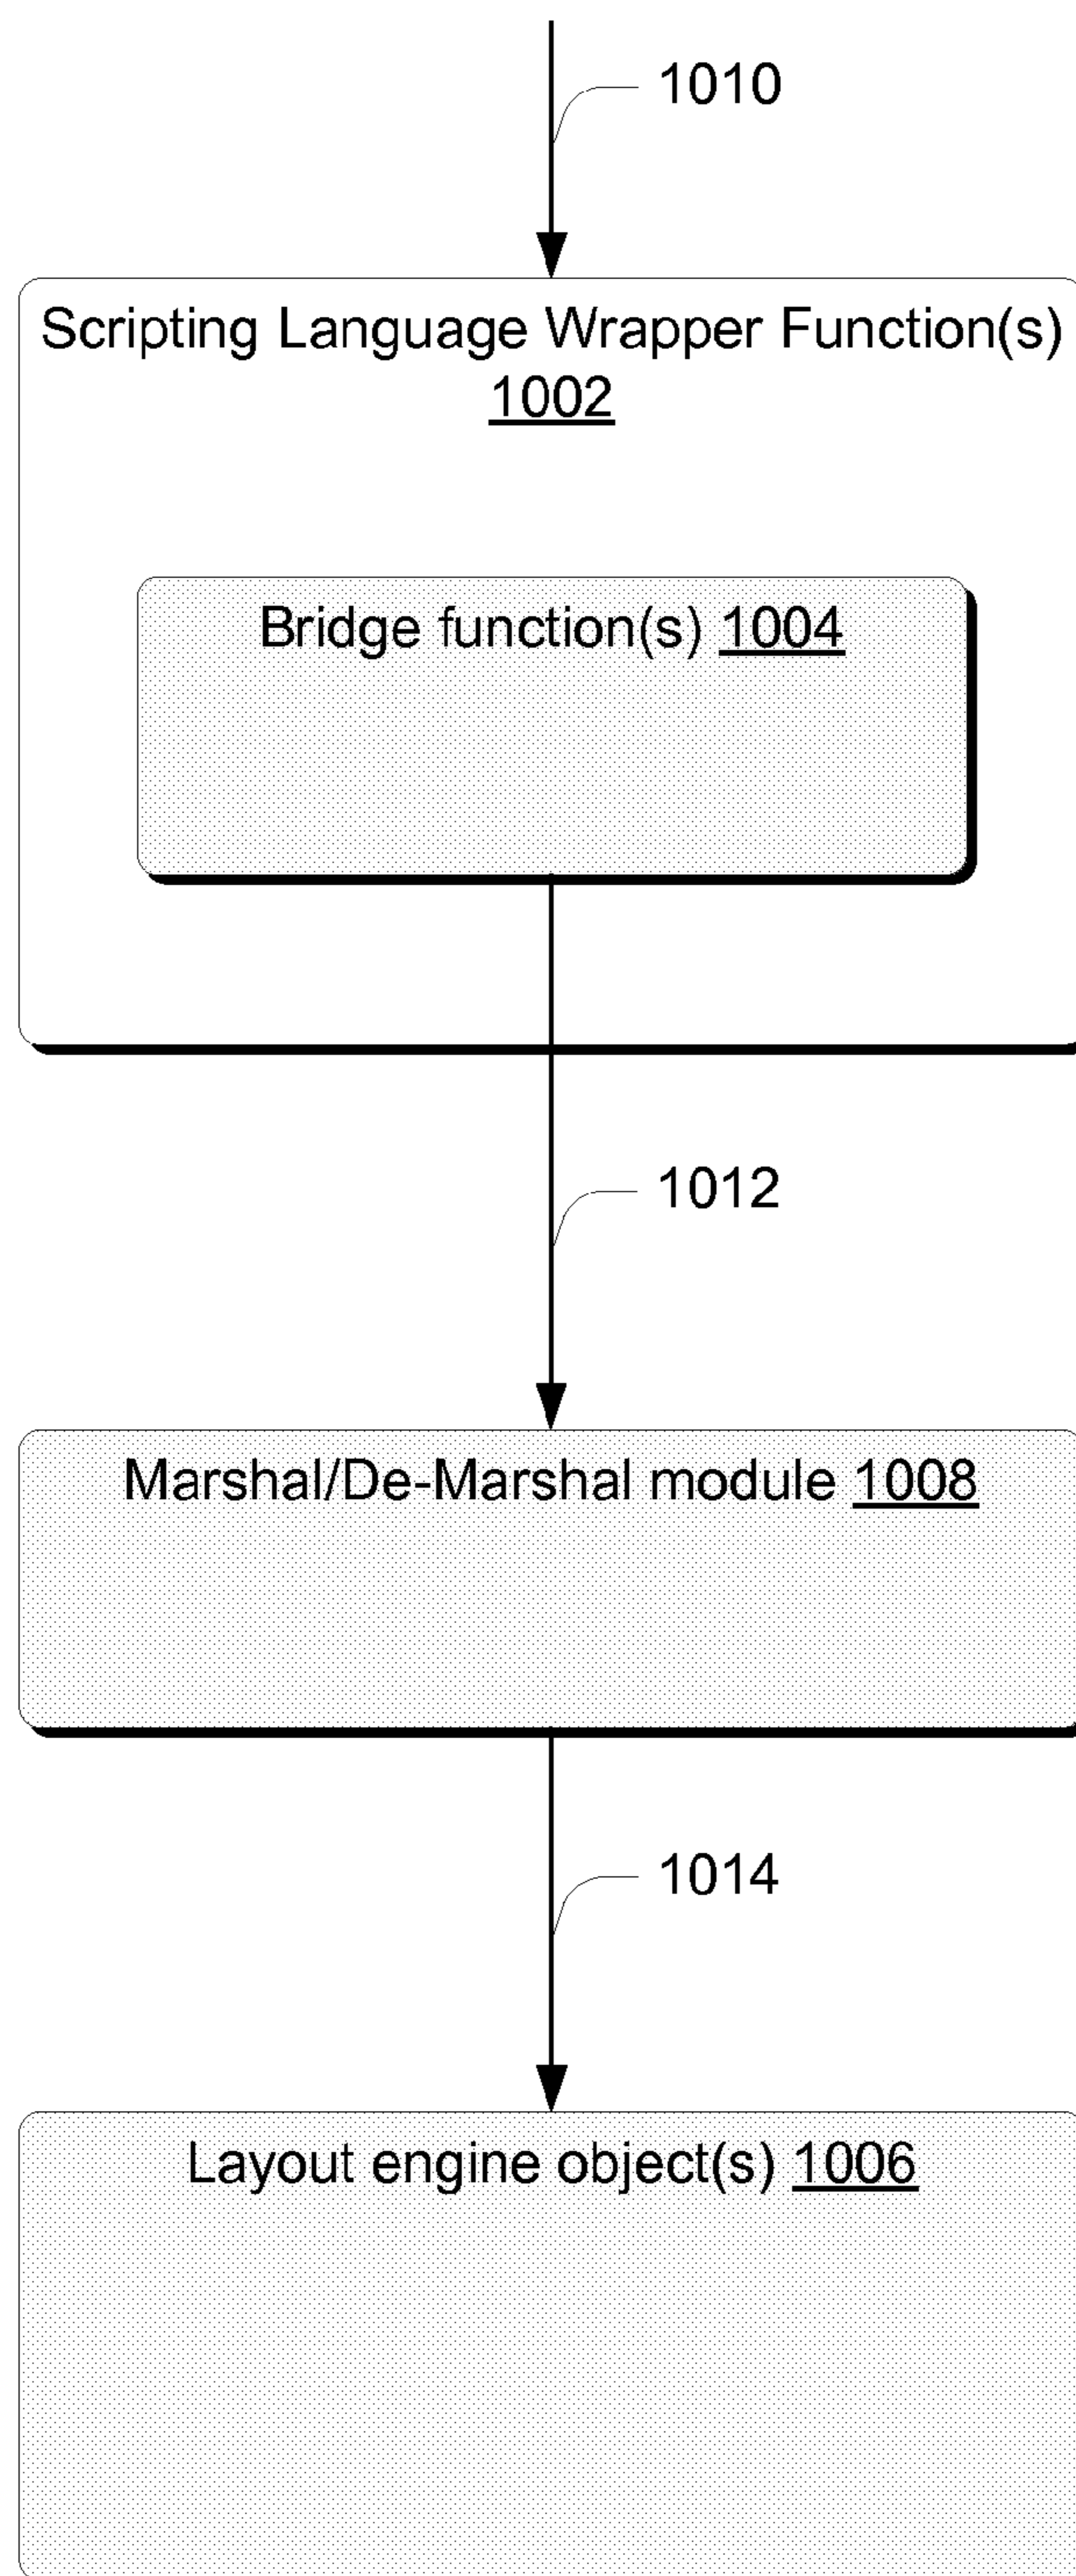 1010
Scripting Language Wrapper Function(s)
1002
Bridge function(s) 1004
1012
Marshal/De-Marshal module 1008
1014
Layout engine object(s) 1006